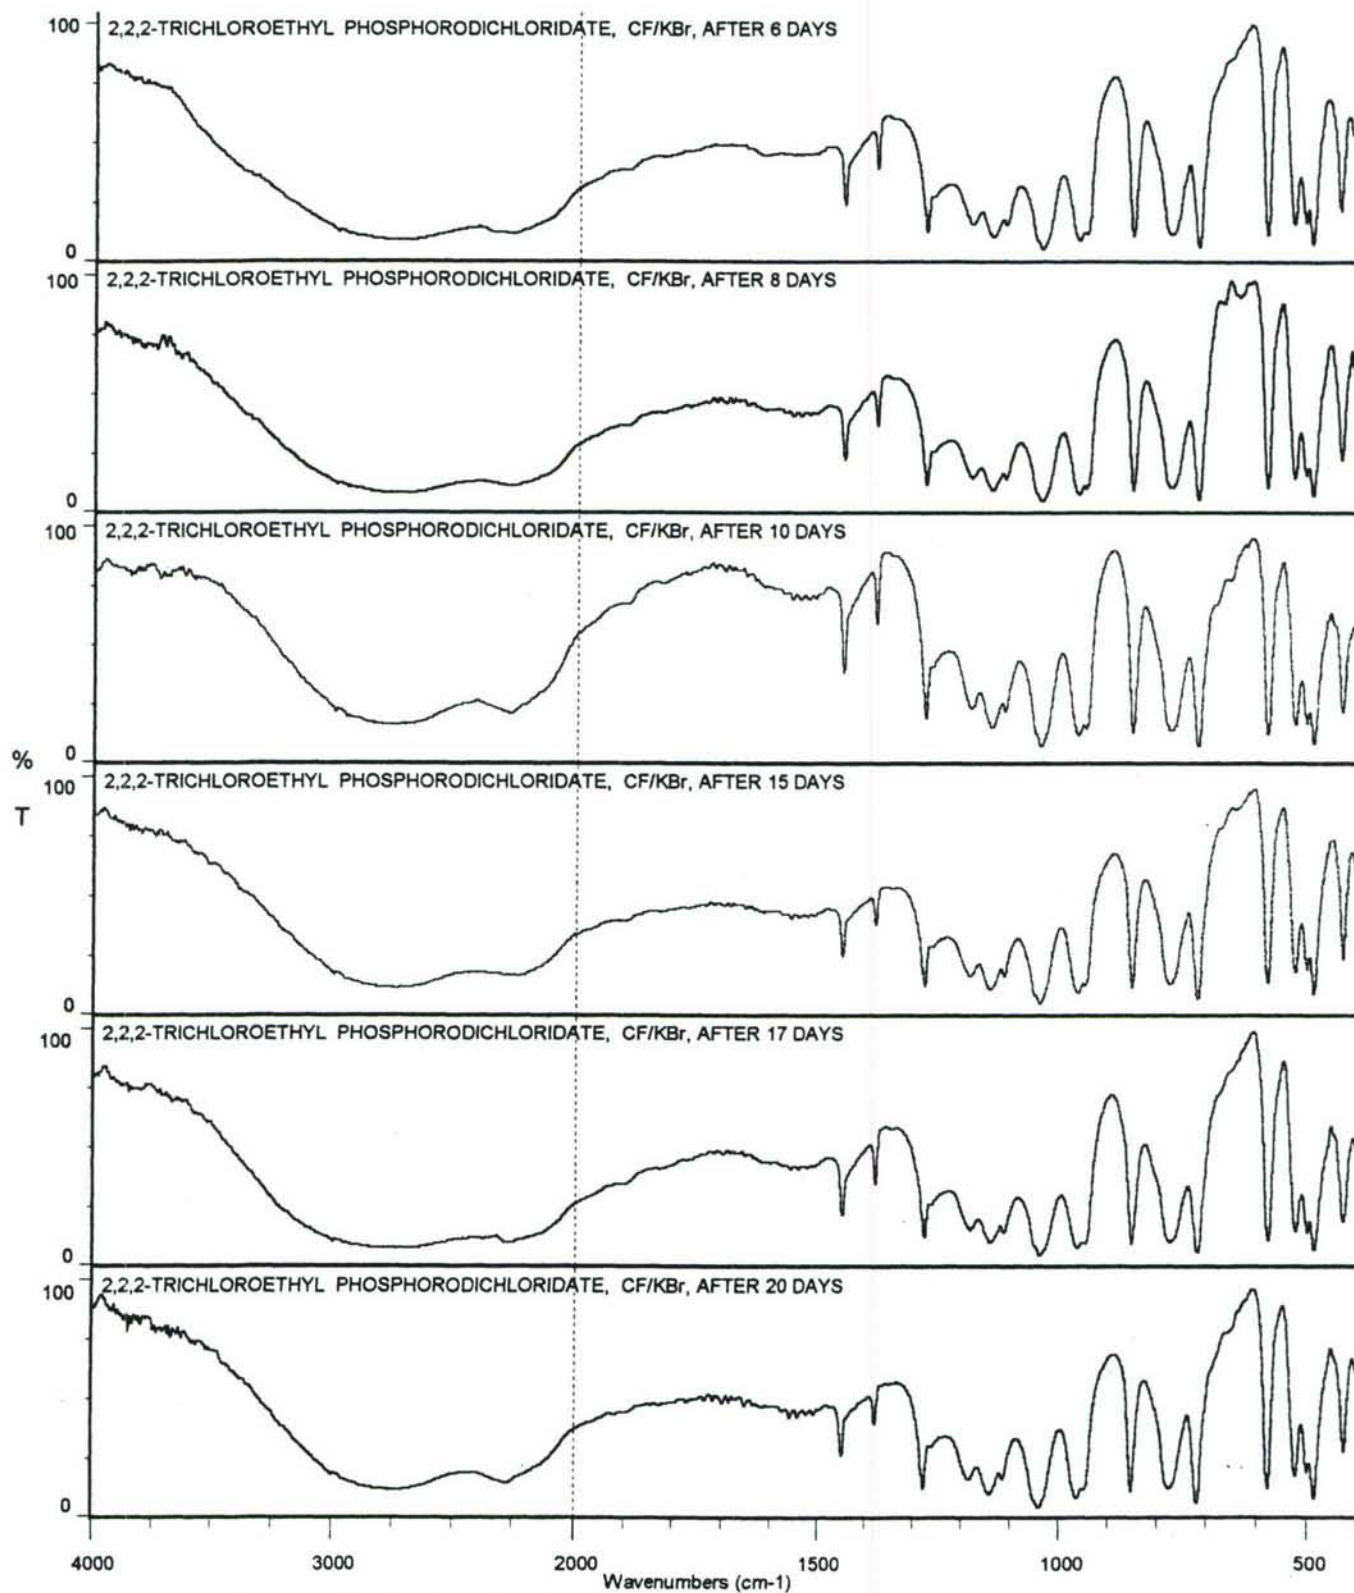 100
2,2,2-TRICHLOROETHYL PHOSPHORODICHLORIDATE, CF/KBr, AFTER 6 DAYS
0
100
2,2,2-TRICHLOROETHYL PHOSPHORODICHLORIDATE, CF/KBr, AFTER 8 DAYS
0
100
2,2,2-TRICHLOROETHYL PHOSPHORODICHLORIDATE, CF/KBr, AFTER 10 DAYS
%
0
100
2,2,2-TRICHLOROETHYL PHOSPHORODICHLORIDATE, CF/KBr, AFTER 15 DAYS
T
0
100
2,2,2-TRICHLOROETHYL PHOSPHORODICHLORIDATE, CF/KBr, AFTER 17 DAYS
0
100
2,2,2-TRICHLOROETHYL PHOSPHORODICHLORIDATE, CF/KBr, AFTER 20 DAYS
0
4000 3000 2000 1500 1000 500
Wavenumbers (cm-1)